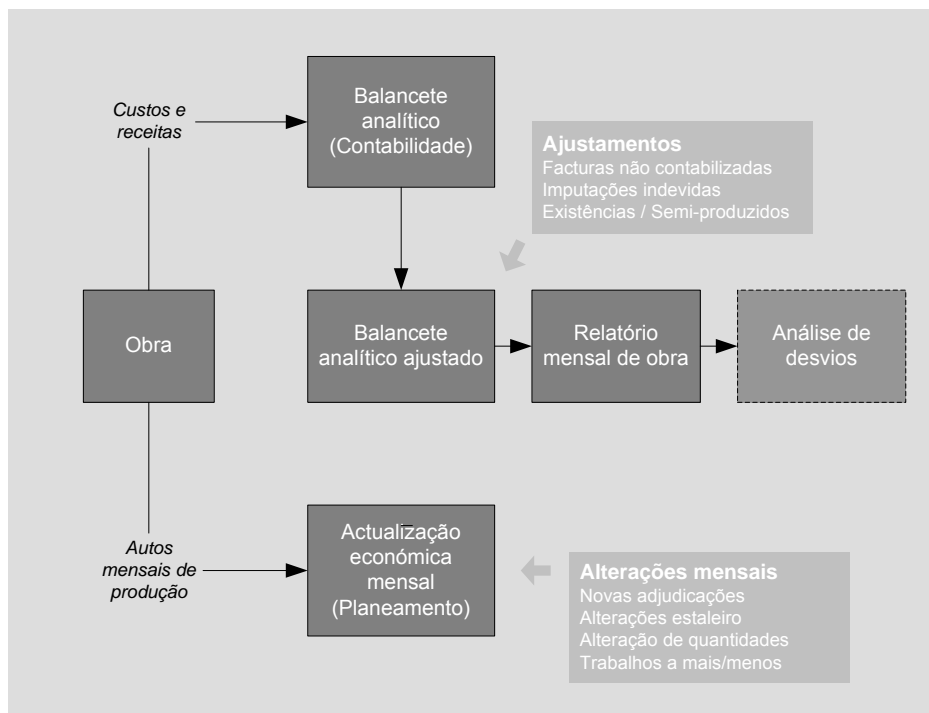 Custos e
receitas
Balancete
analítico
(Contabilidade)
Ajustamentos
Facturas não contabilizadas
Imputações indevidas
Existências / Semi-produzidos
Obra
Balancete
analítico ajustado
Relatório
mensal de obra
Análise de
desvios
Autos
mensais de
produção
Actualização
económica
mensal
(Planeamento)
Alterações mensais
Novas adjudicações
Alterações estaleiro
Alteração de quantidades
Trabalhos a mais/menos